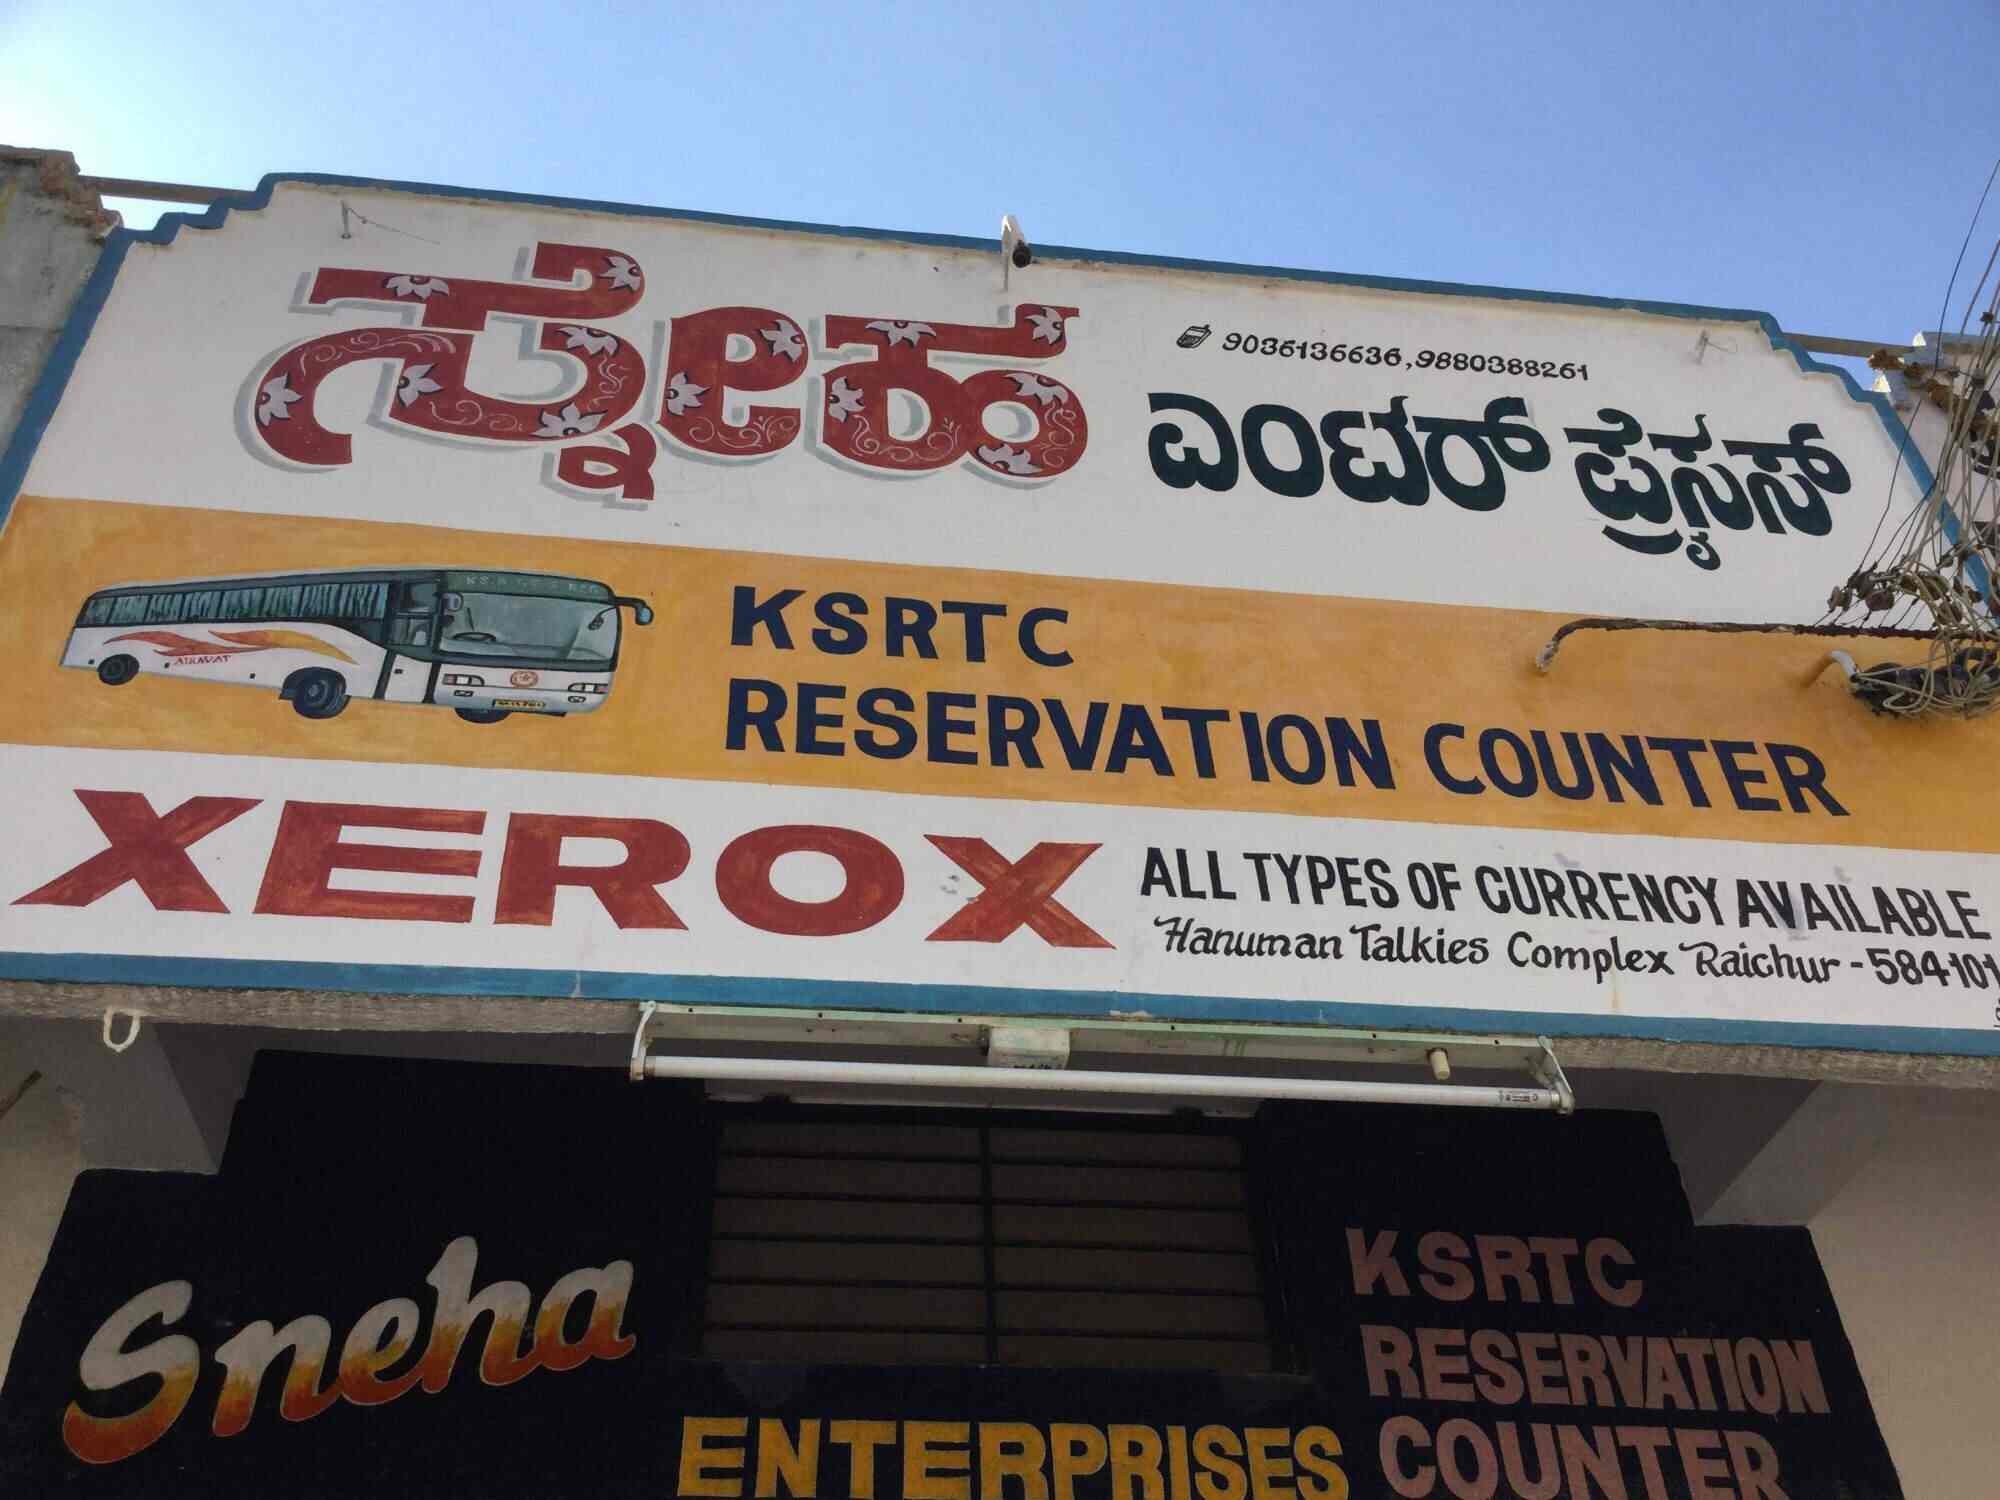 ಸ್ನೇಹ
9036136636, 9880388261
ಎಂಟರ್ ಪ್ರೈಸಸ್
AIRAVAT
KSRTC
RESERVATION COUNTER
XEROX
ALL TYPES OF CURRENCY AVAILABLE
Hanuman Talkies Complex Raichur - 584101
Sneha
ENTERPRISES
KSRTC
RESERVATION
COUNTER